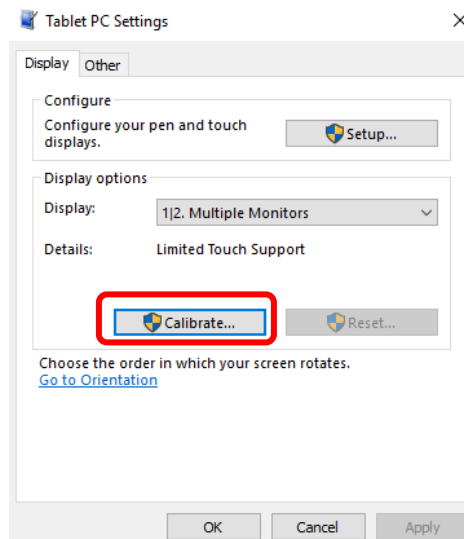 Tablet PC Settings
Display Other
Configure
Configure your pen and touch
displays.
Setup...
Display options
Display: 1|2. Multiple Monitors
Details: Limited Touch Support
Calibrate... Reset...
Choose the order in which your screen rotates.
Go to Orientation
OK Cancel Apply